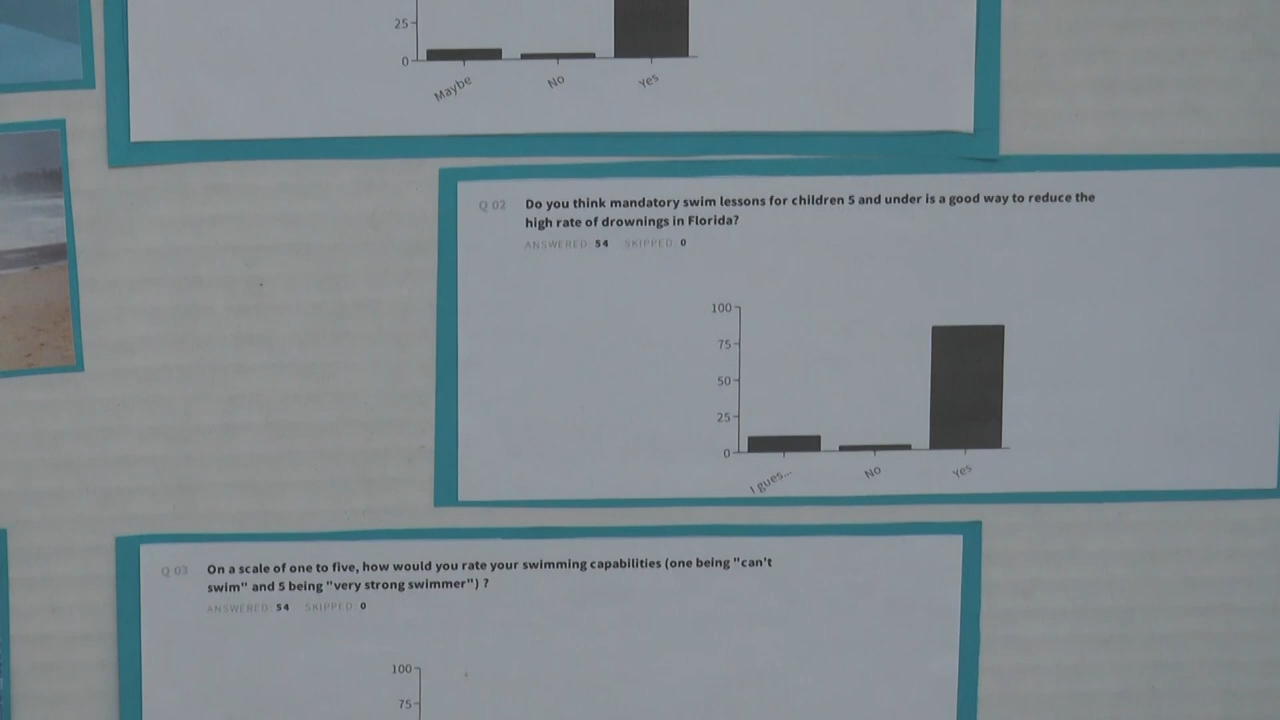 25
0
Maybe No Yes
Q 02 Do you think mandatory swim lessons for children 5 and under is a good way to reduce the
high rate of drownings in Florida?
ANSWERED: 54 SKIPPED: 0
100
75
50
25
0
I gues... No Yes
Q 03 On a scale of one to five, how would you rate your swimming capabilities (one being "can't
swim" and 5 being "very strong swimmer") ?
ANSWERED: 54 SKIPPED: 0
100
75